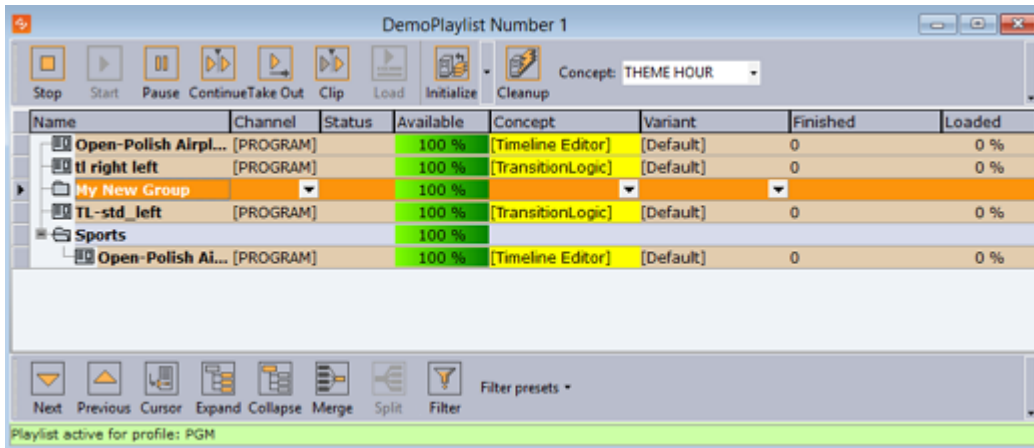 DemoPlaylist Number 1
Stop Start Pause Continue Take Out Clip Load Initialize Cleanup Concept: THEME HOUR
Name Channel Status Available Concept Variant Finished Loaded
Open-Polish Airpl... [PROGRAM] 100 % [Timeline Editor] [Default] 0 0 %
tl right left [PROGRAM] 100 % [TransitionLogic] [Default] 0 0 %
My New Group 100 %
TL-std_left [PROGRAM] 100 % [TransitionLogic] [Default] 0 0 %
Sports 100 %
Open-Polish Ai... [PROGRAM] 100 % [Timeline Editor] [Default] 0 0 %
Next Previous Cursor Expand Collapse Merge Split Filter Filter presets
Playlist active for profile: PGM